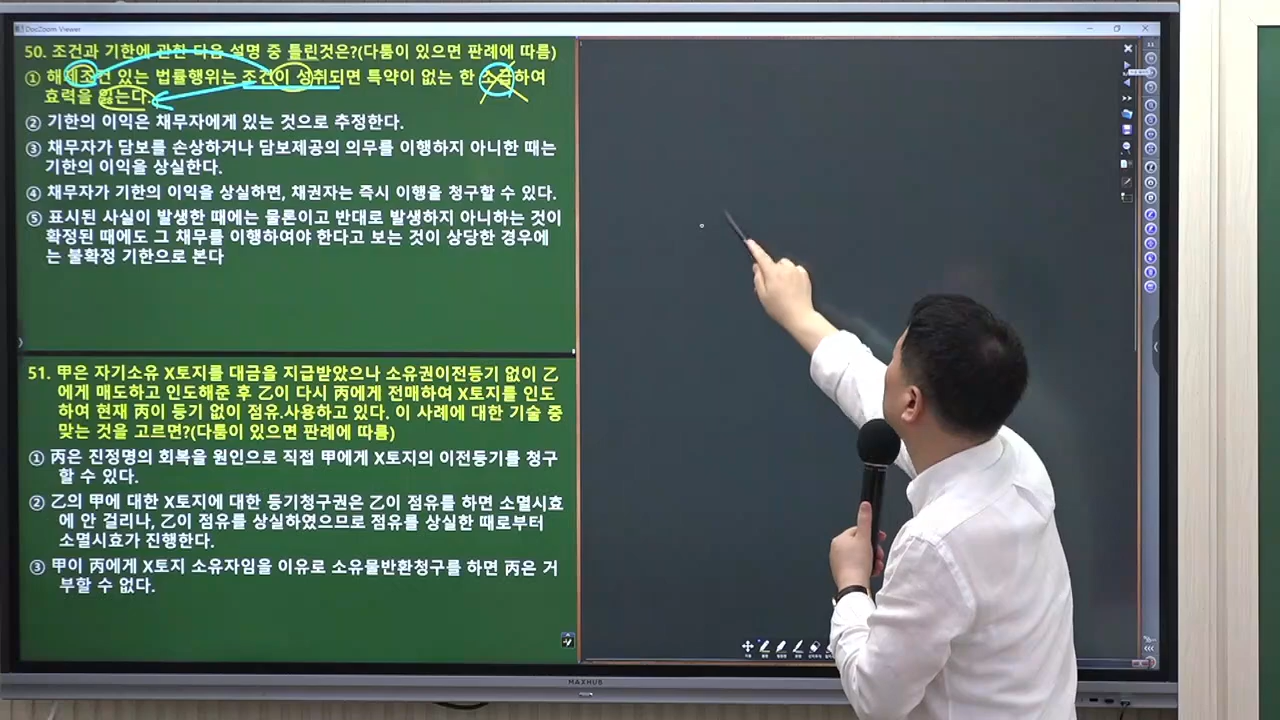 DocZoom Viewer
50. 조건과 기한에 관한 다음 설명 중 틀린것은?(다툼이 있으면 판례에 따름)
① 해제조건 있는 법률행위는 조건이 성취되면 특약이 없는 한 소급하여
효력을 잃는다.
② 기한의 이익은 채무자에게 있는 것으로 추정한다.
③ 채무자가 담보를 손상하거나 담보제공의 의무를 이행하지 아니한 때는
기한의 이익을 상실한다.
④ 채무자가 기한의 이익을 상실하면, 채권자는 즉시 이행을 청구할 수 있다.
⑤ 표시된 사실이 발생한 때에는 물론이고 반대로 발생하지 아니하는 것이
확정된 때에도 그 채무를 이행하여야 한다고 보는 것이 상당한 경우에
는 불확정 기한으로 본다
51. 甲은 자기소유 X토지를 대금을 지급받았으나 소유권이전등기 없이 乙
에게 매도하고 인도해준 후 乙이 다시 丙에게 전매하여 X토지를 인도
하여 현재 丙이 등기 없이 점유.사용하고 있다. 이 사례에 대한 기술 중
맞는 것을 고르면?(다툼이 있으면 판례에 따름)
① 丙은 진정명의 회복을 원인으로 직접 甲에게 X토지의 이전등기를 청구
할 수 있다.
② 乙의 甲에 대한 X토지에 대한 등기청구권은 乙이 점유를 하면 소멸시효
에 안 걸리나, 乙이 점유를 상실하였으므로 점유를 상실한 때로부터
소멸시효가 진행한다.
③ 甲이 丙에게 X토지 소유자임을 이유로 소유물반환청구를 하면 丙은 거
부할 수 없다.
MAXHUB